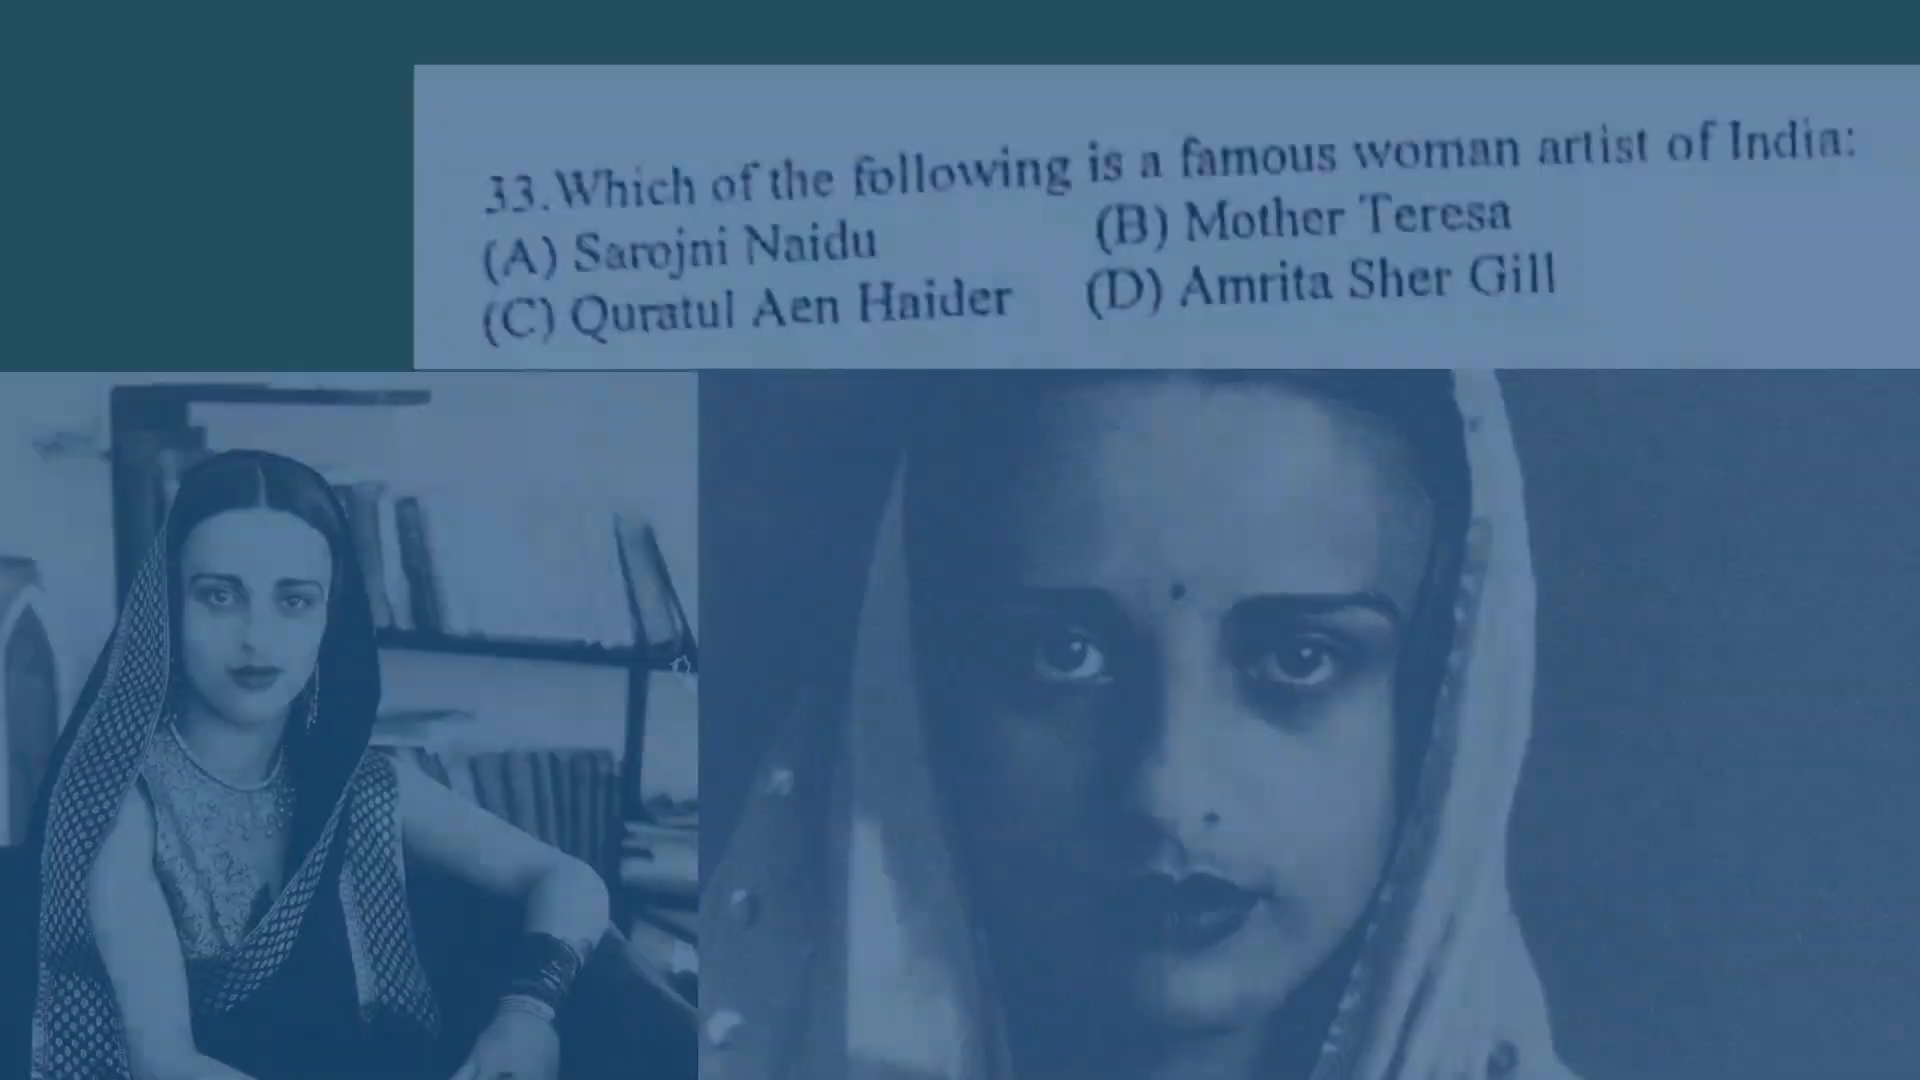 33.Which of the following is a famous woman artist of India:
(A) Sarojni Naidu (B) Mother Teresa
(C) Quratul Aen Haider (D) Amrita Sher Gill